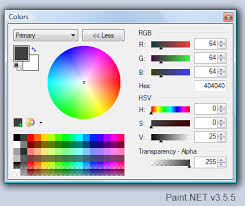 Colors
Primary
<< Less
RGB
R: 64
G: 64
B: 64
Hex: 404040
HSV
H: 0
S: 0
V: 25
Transparency - Alpha
255
Paint.NET v3.5 5